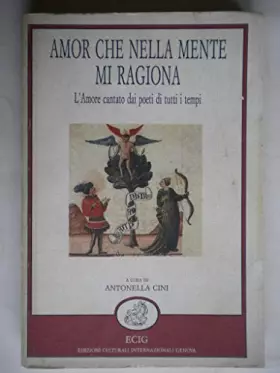 AMOR CHE NELLA MENTE
MI RAGIONA
L'Amore cantato dai poeti di tutti i tempi
A CURA DI
ANTONELLA CINI
ECIG
EDIZIONI CULTURALI INTERNAZIONALI GENOVA